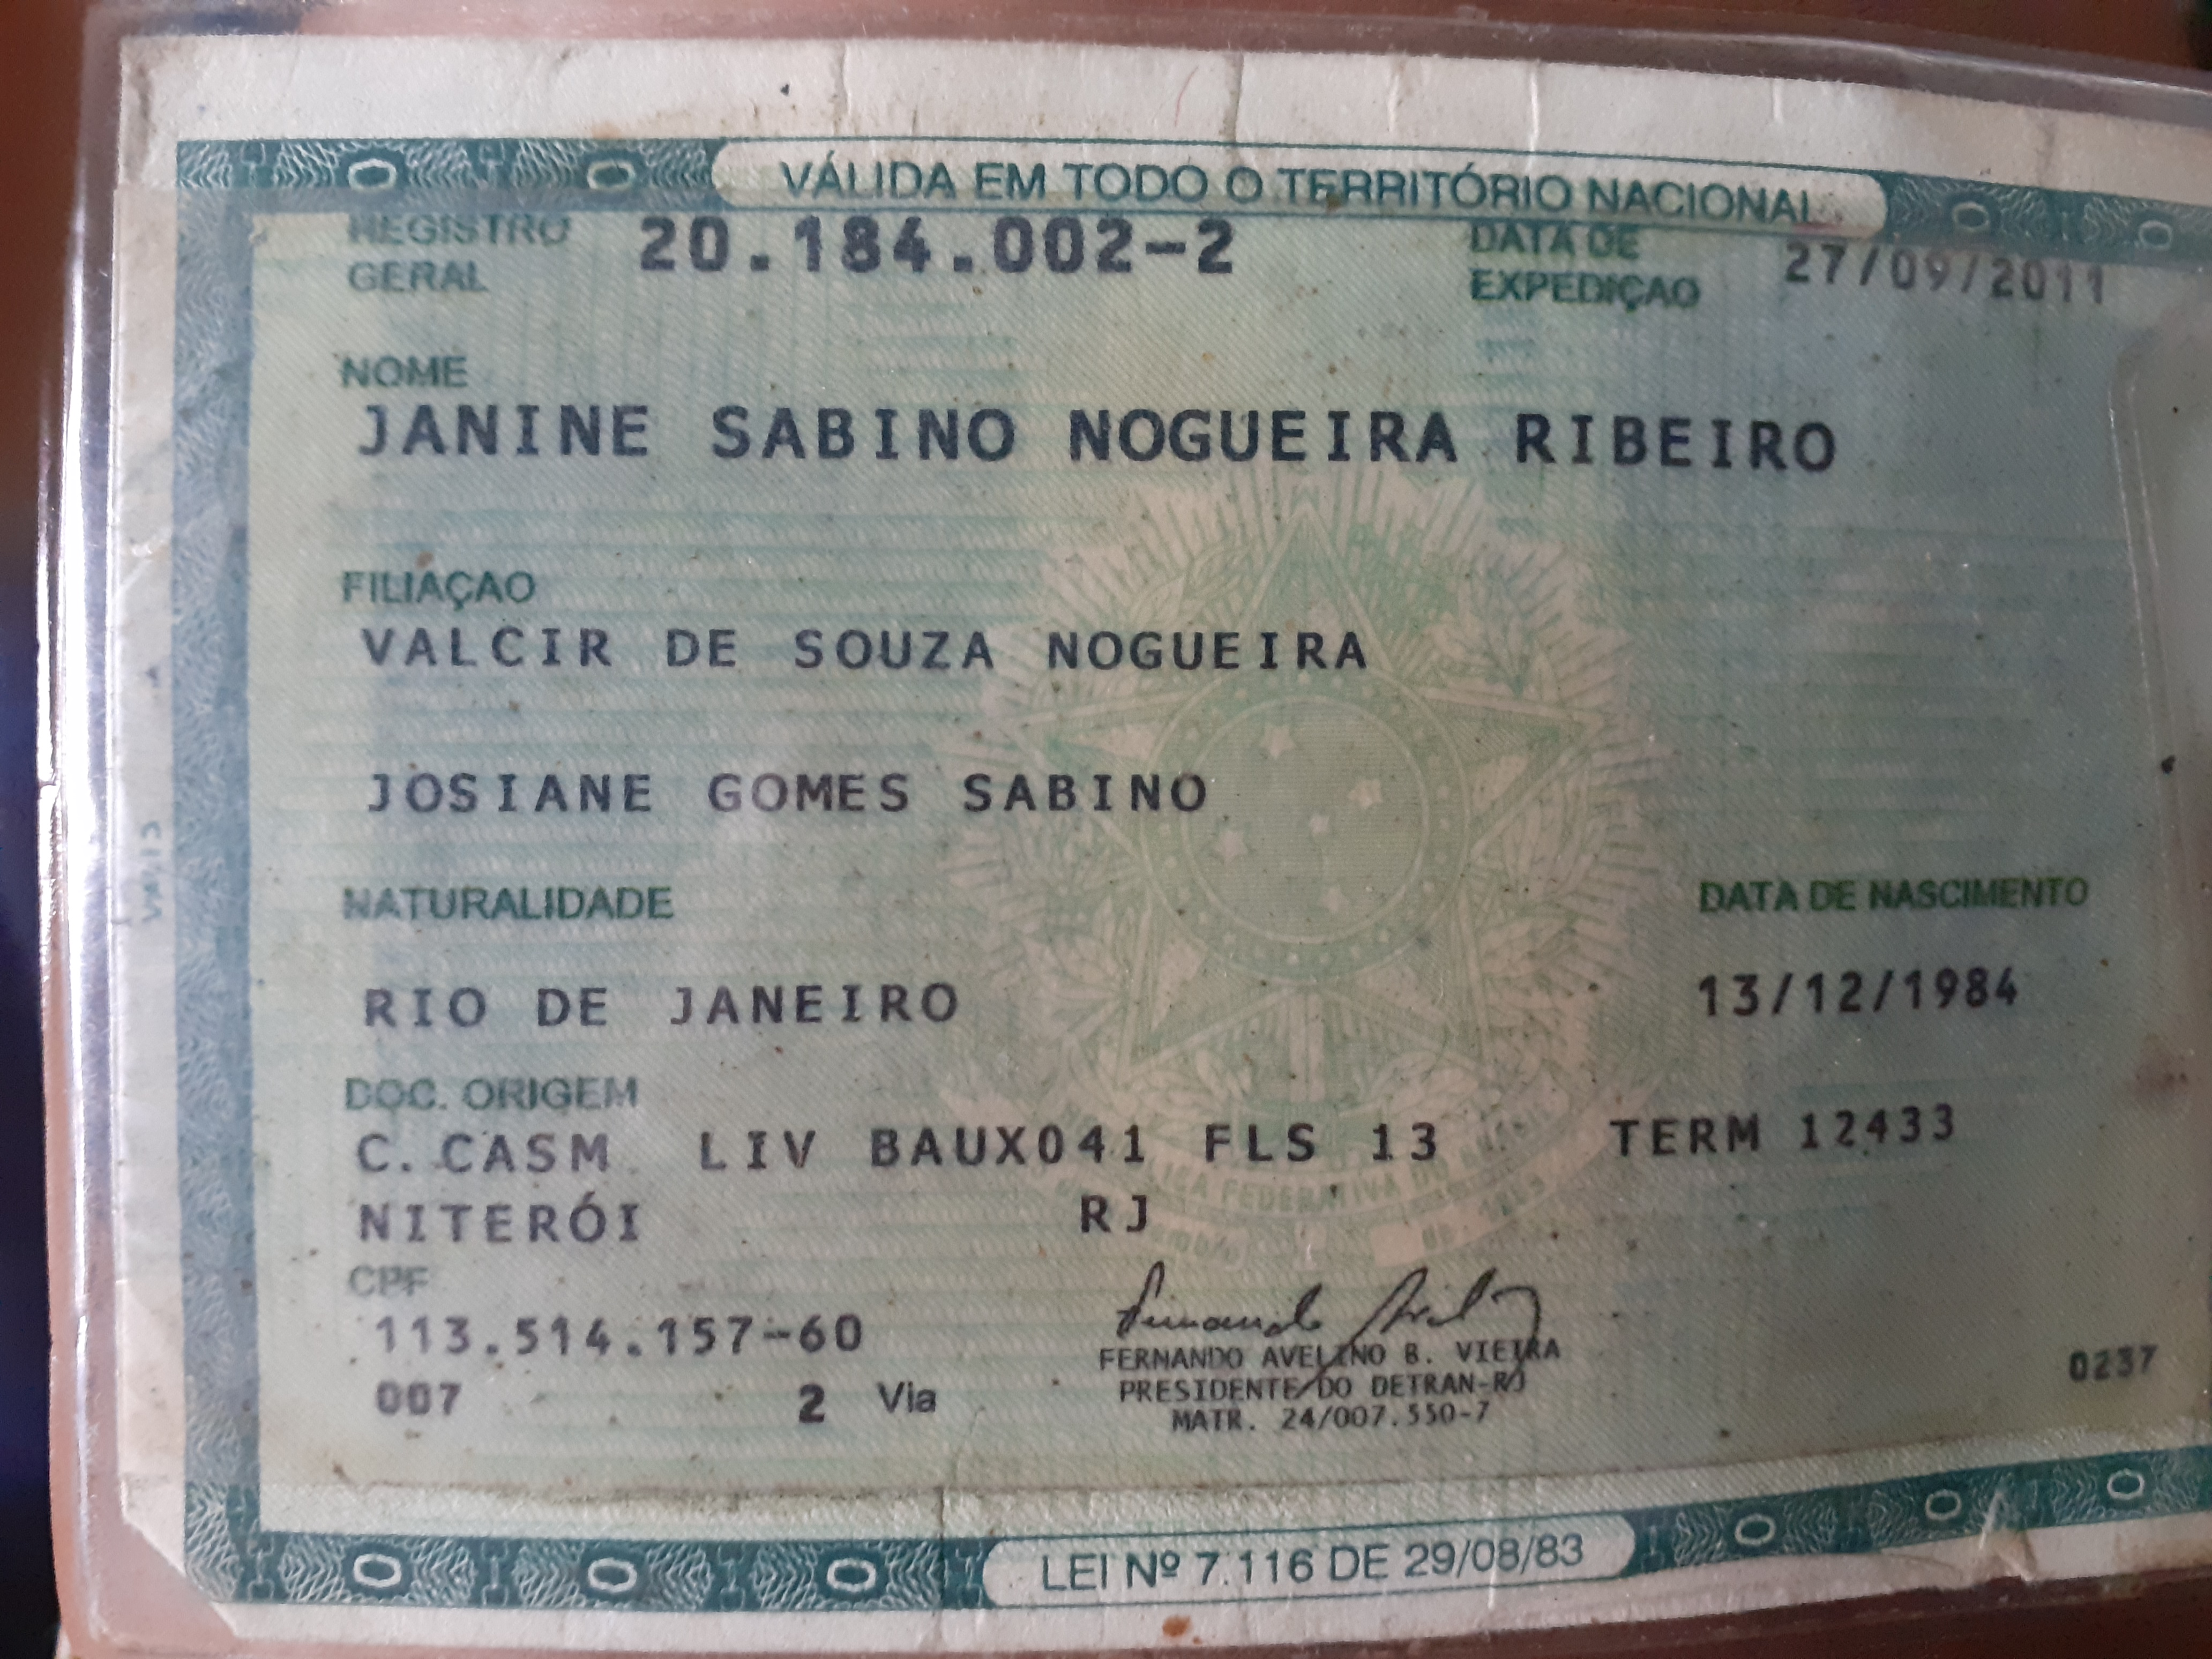 VÁLIDA EM TODO O TERRITÓRIO NACIONAL
REGISTRO GERAL 20.184.002-2 DATA DE EXPEDIÇÃO 27/09/2011
NOME
JANINE SABINO NOGUEIRA RIBEIRO
FILIAÇÃO
VALCIR DE SOUZA NOGUEIRA
JOSIANE GOMES SABINO
NATURALIDADE DATA DE NASCIMENTO
RIO DE JANEIRO 13/12/1984
DOC. ORIGEM
C.CASM LIV BAUX041 FLS 13 TERM 12433
NITERÓI RJ
CPF
113.514.157-60
007 2 Via
FERNANDO AVELINO B. VIEIRA
PRESIDENTE DO DETRAN-RJ
MATR. 24/007.550-7
0237
LEI Nº 7.116 DE 29/08/83